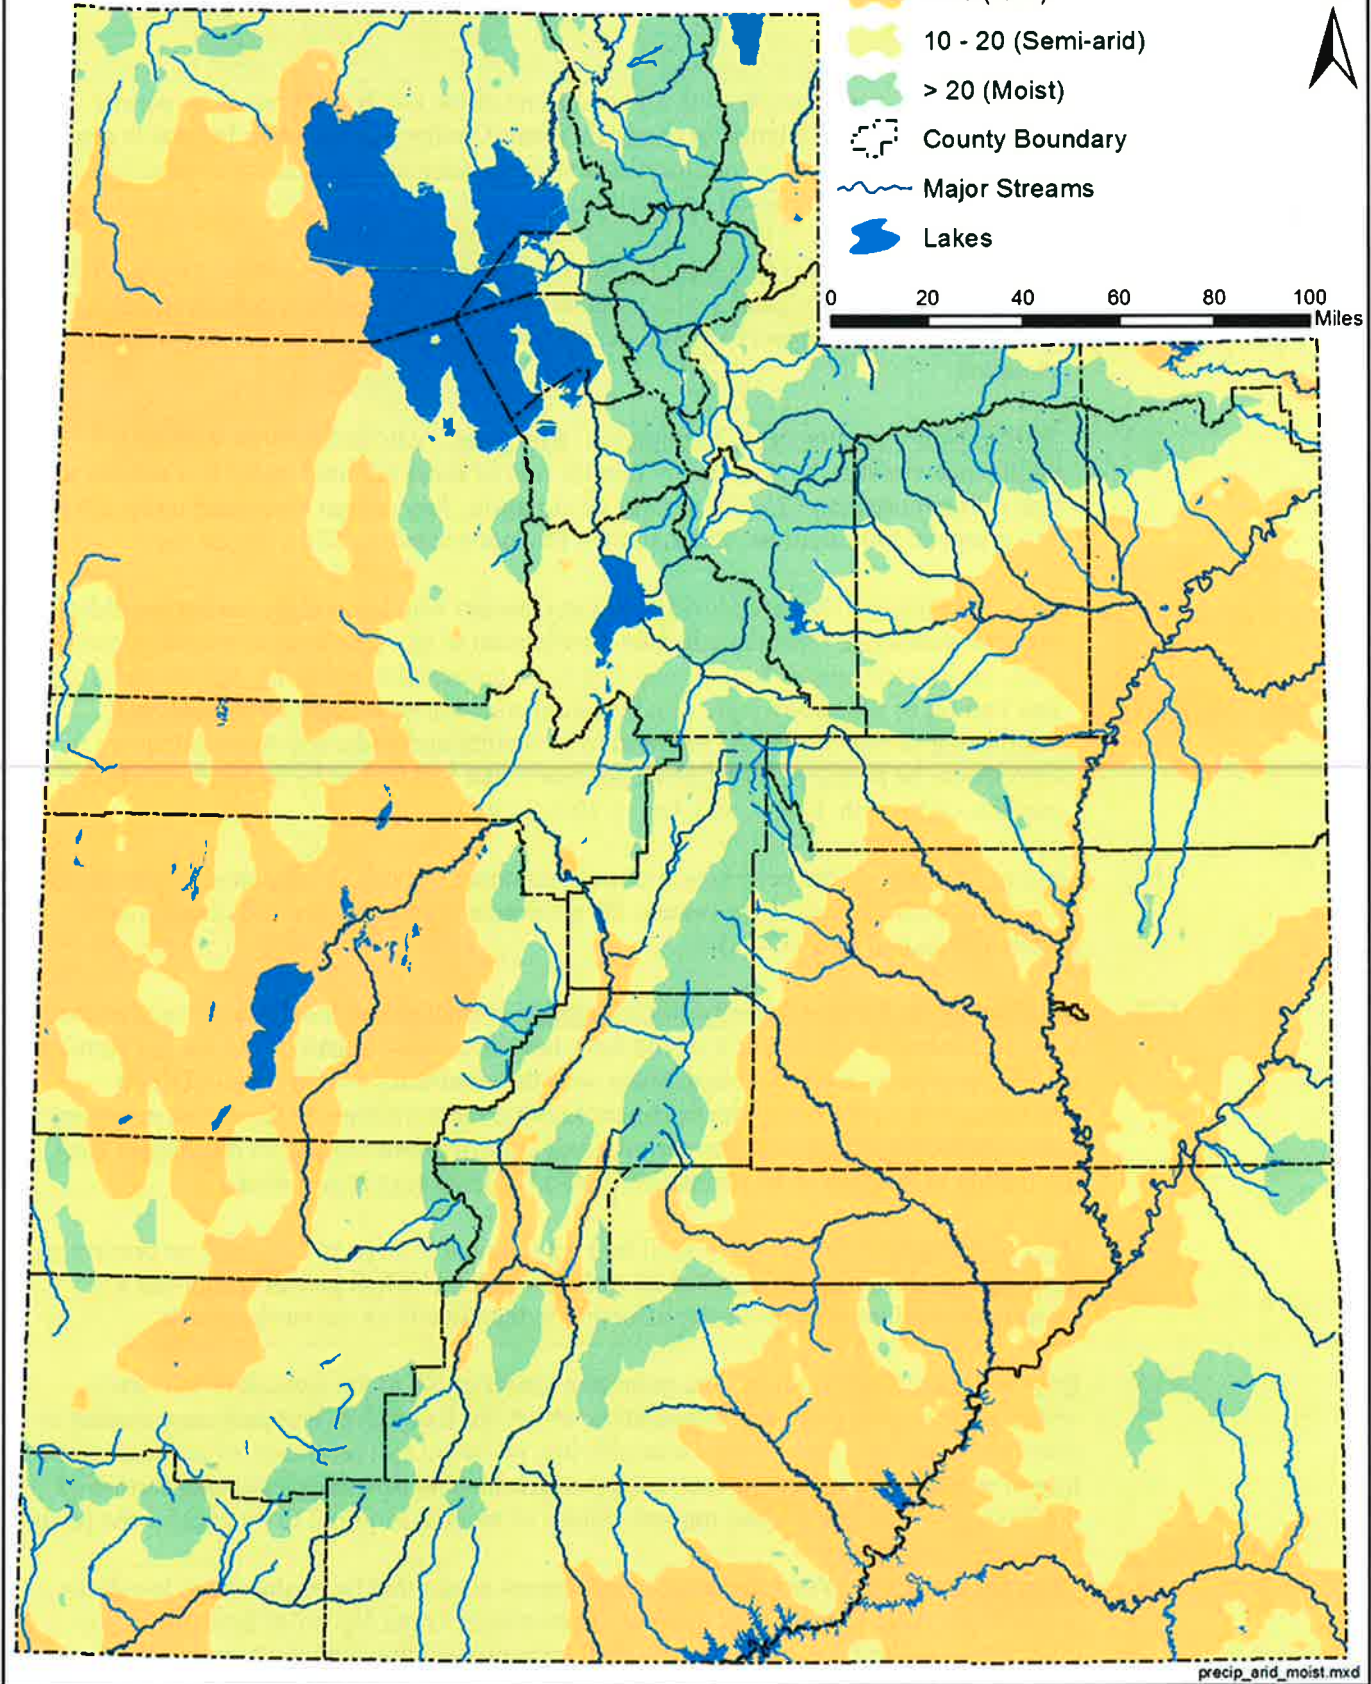 10 - 20 (Semi-arid)
> 20 (Moist)
County Boundary
Major Streams
Lakes
0 20 40 60 80 100
Miles
precip_arid_moist.mxd